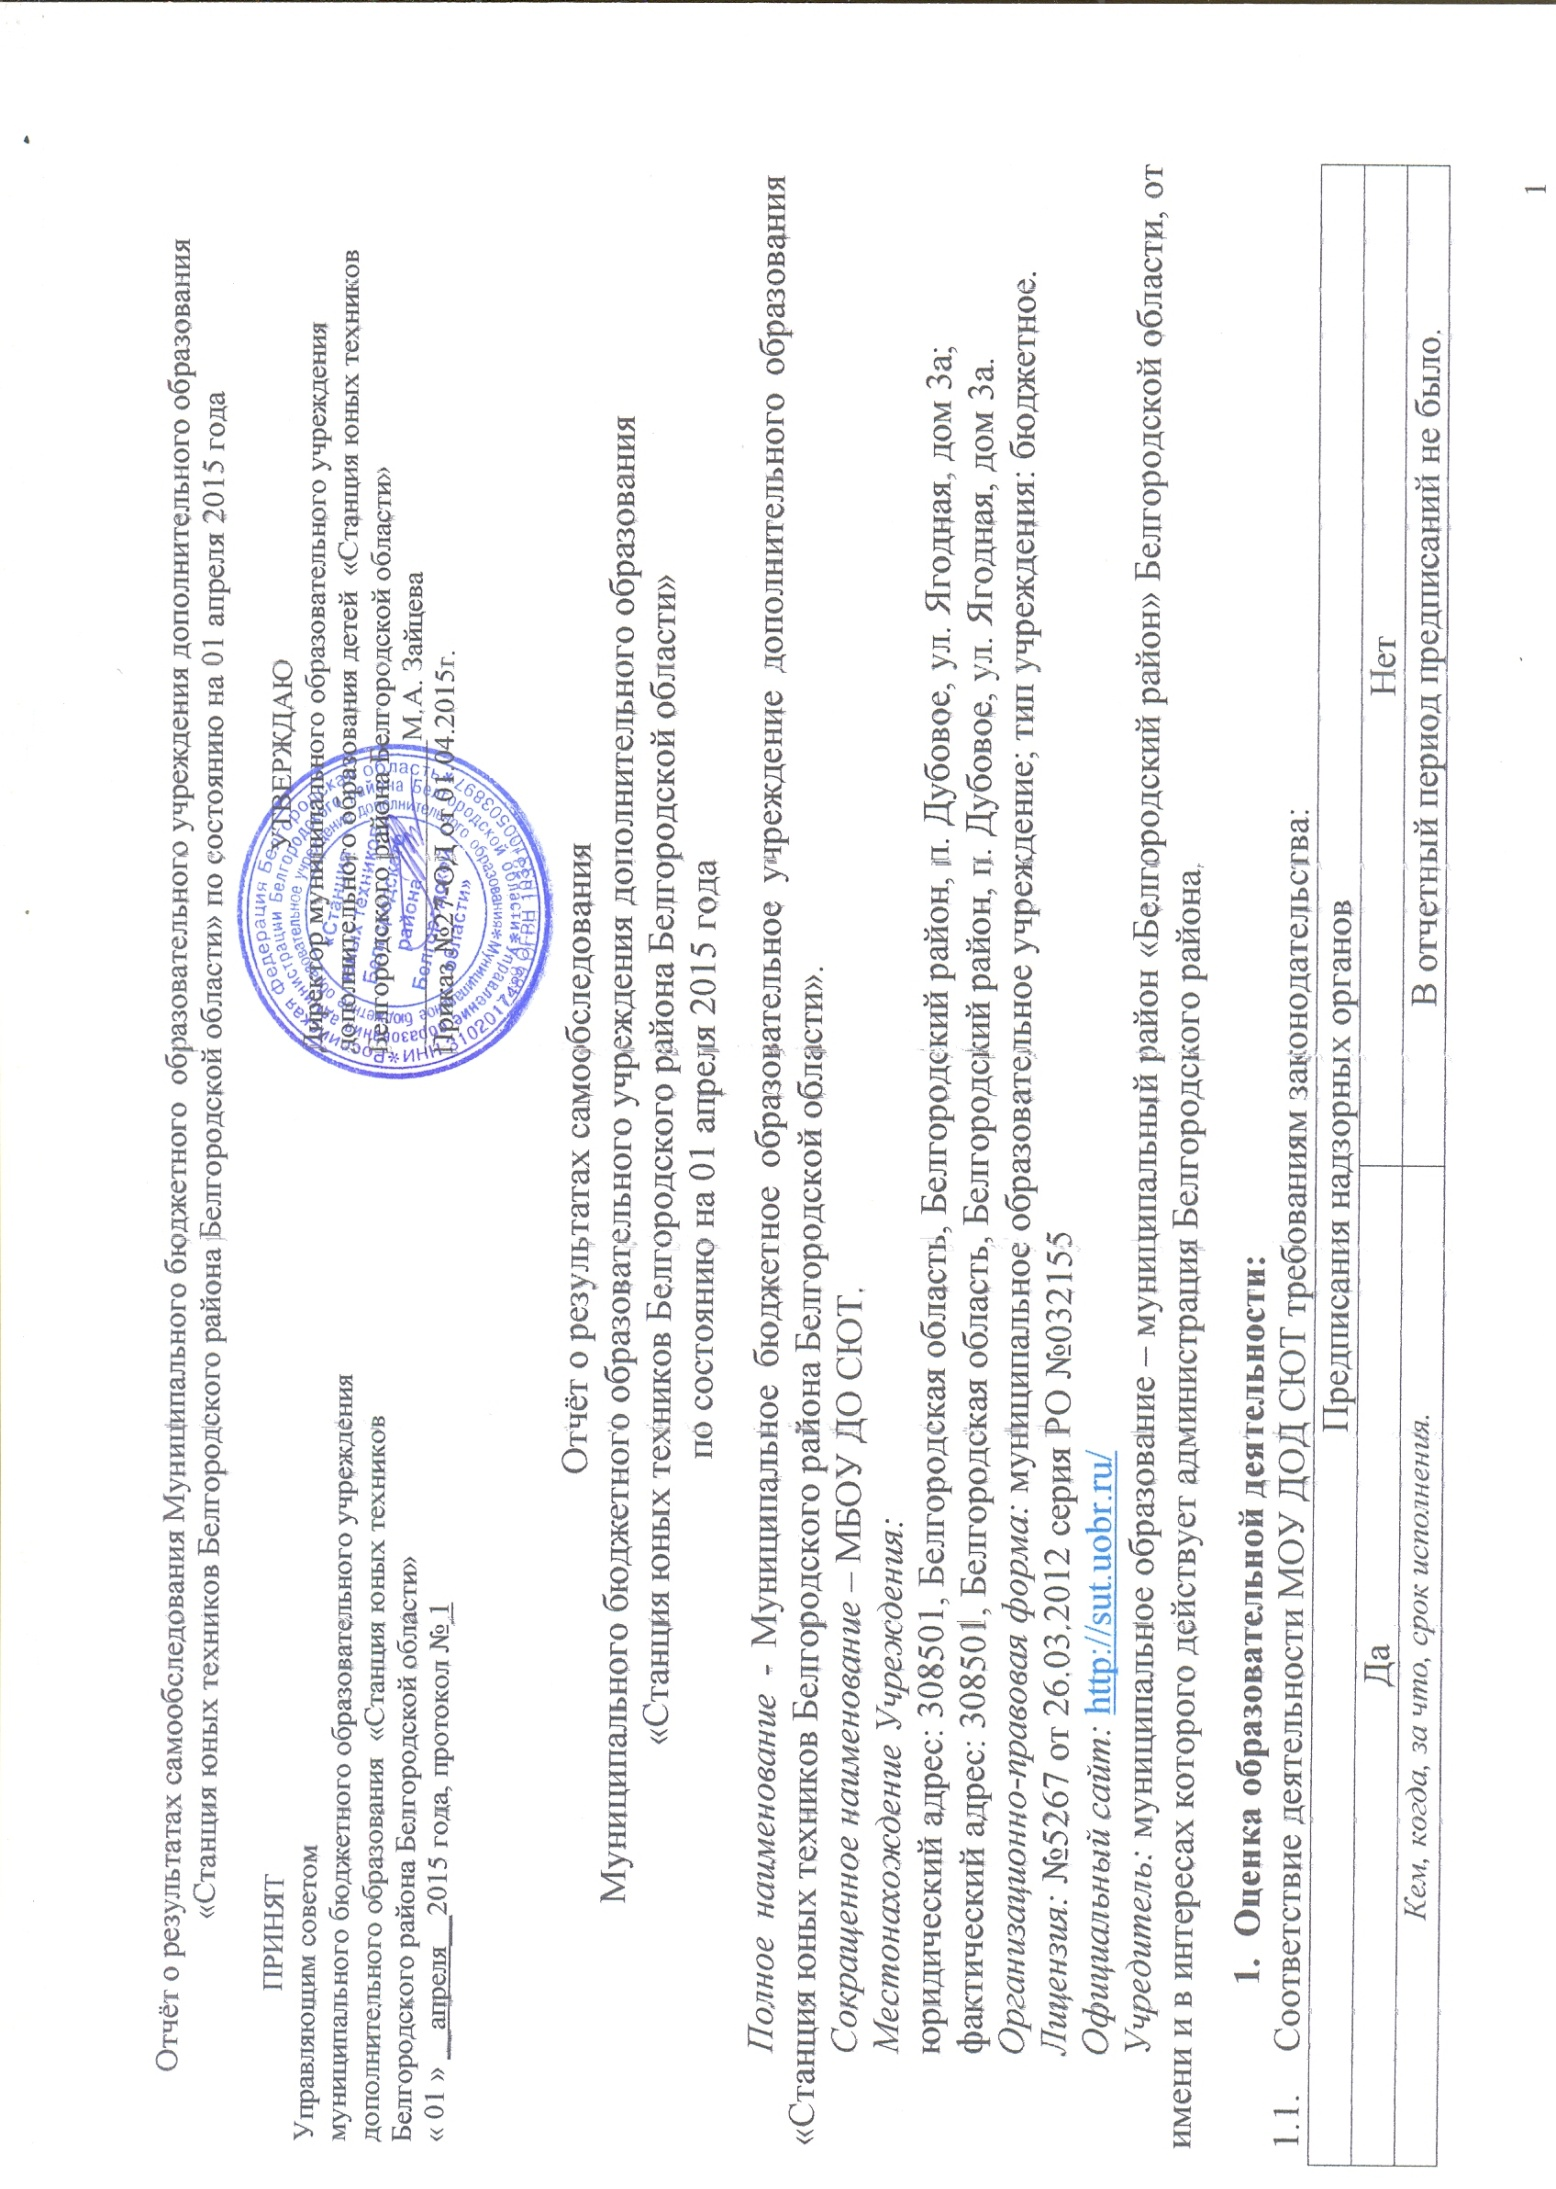 Отчёт о результатах самообследования Муниципального бюджетного образовательного учреждения дополнительного образования
«Станция юных техников Белгородского района Белгородской области» по состоянию на 01 апреля 2015 года
ПРИНЯТ
Управляющим советом
муниципального бюджетного образовательного учреждения
дополнительного образования «Станция юных техников
Белгородского района Белгородской области»
« 01 » апреля 2015 года, протокол № 1
УТВЕРЖДАЮ
Директор муниципального образовательного учреждения
дополнительного образования детей «Станция юных техников
Белгородского района Белгородской области»
М.А. Зайцева
Приказ №27-ОД от 01.04.2015г.
Отчёт о результатах самообследования
Муниципального бюджетного образовательного учреждения дополнительного образования
«Станция юных техников Белгородского района Белгородской области»
по состоянию на 01 апреля 2015 года
Полное наименование - Муниципальное бюджетное образовательное учреждение дополнительного образования
«Станция юных техников Белгородского района Белгородской области».
Сокращенное наименование – МБОУ ДО СЮТ.
Местонахождение Учреждения:
юридический адрес: 308501, Белгородская область, Белгородский район, п. Дубовое, ул. Ягодная, дом 3а;
фактический адрес: 308501, Белгородская область, Белгородский район, п. Дубовое, ул. Ягодная, дом 3а.
Организационно-правовая форма: муниципальное образовательное учреждение; тип учреждения: бюджетное.
Лицензия: №5267 от 26.03.2012 серия РО №032155
Официальный сайт: http://sut.uobr.ru/
Учредитель: муниципальное образование – муниципальный район «Белгородский район» Белгородской области, от
имени и в интересах которого действует администрация Белгородского района.
1. Оценка образовательной деятельности:
1.1. Соответствие деятельности МОУ ДОД СЮТ требованиям законодательства:
Предписания надзорных органов
Да
Нет
Кем, когда, за что, срок исполнения.
В отчетный период предписаний не было.
1